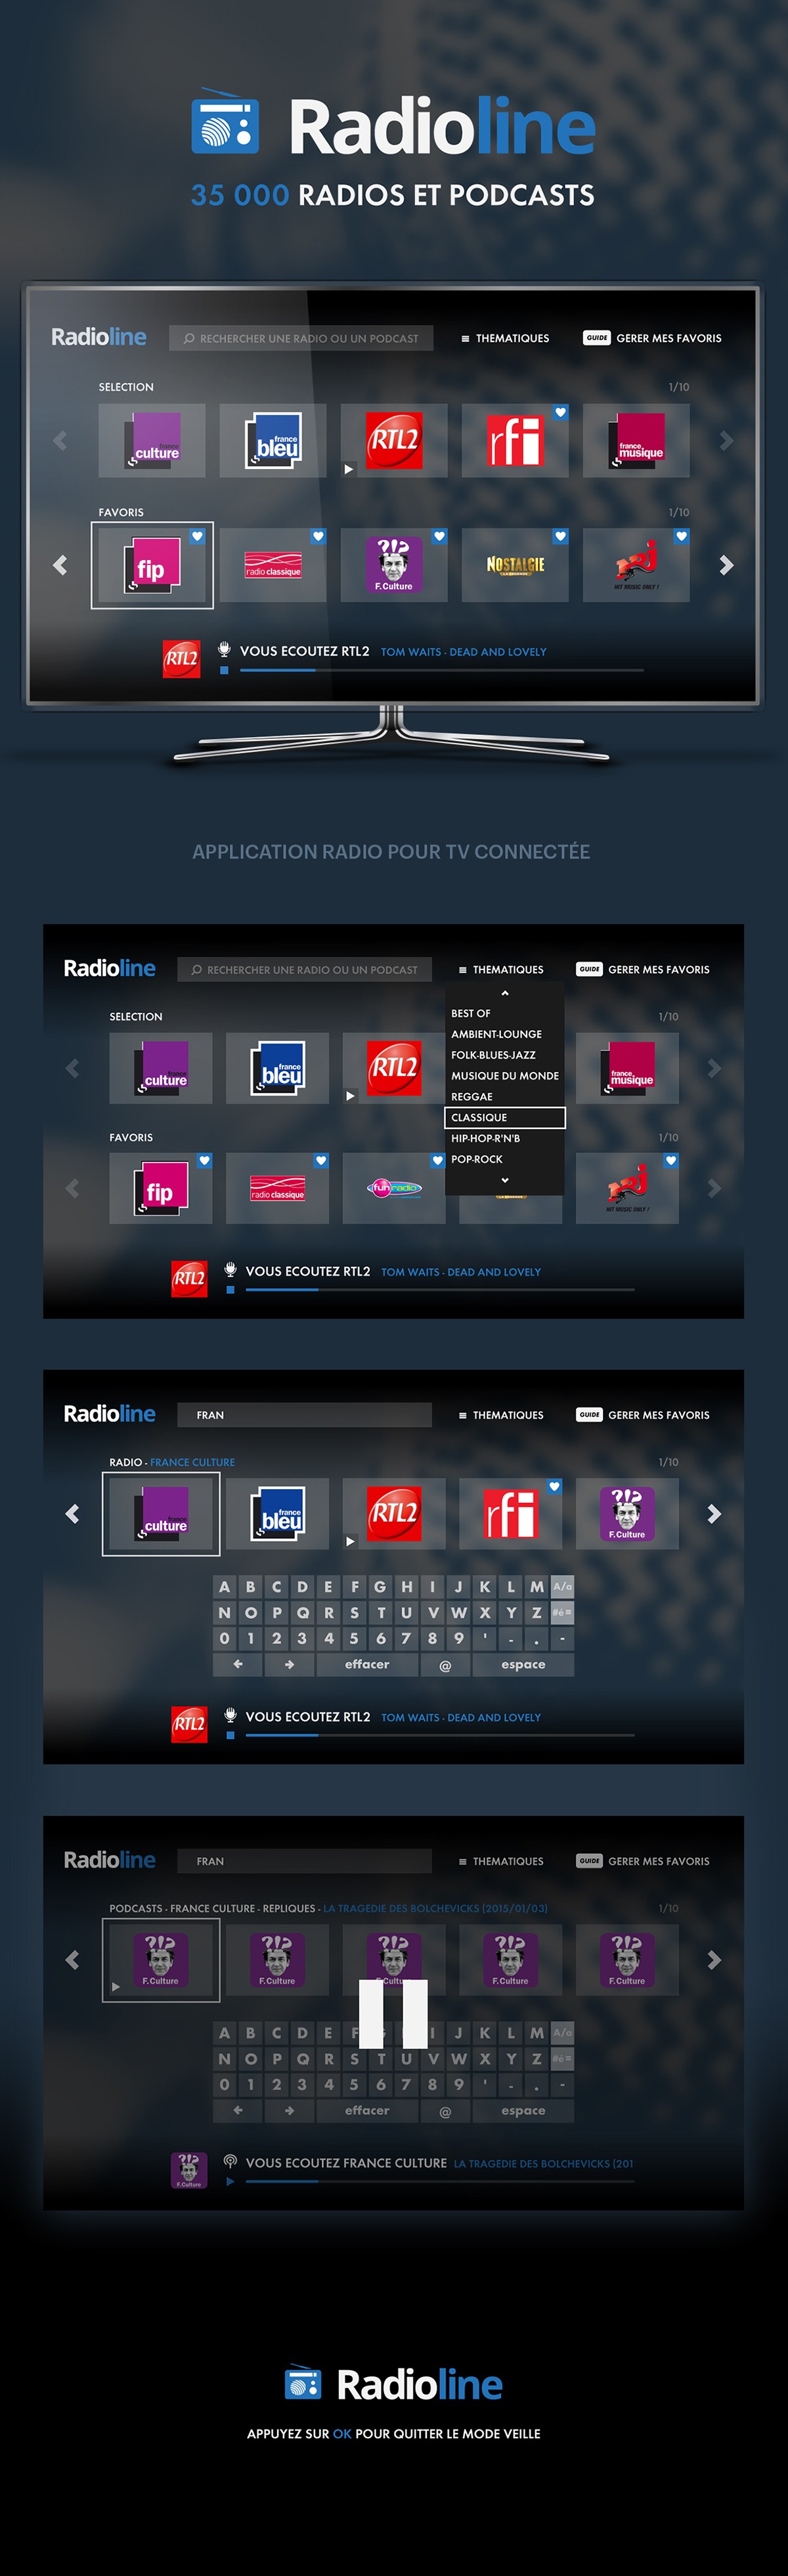 Radioline
35 000 RADIOS ET PODCASTS
Radioline
RECHERCHER UNE RADIO OU UN PODCAST
THEMATIQUES
GUIDE GERER MES FAVORIS
SELECTION
1/10
france culture
france bleu
RTL2
rfi
france musique
FAVORIS
1/10
fip
radio classique
?!? F.Culture
NOSTALGIE
LA LEGENDE
NRJ
HIT MUSIC ONLY !
RTL2
VOUS ECOUTEZ RTL2 TOM WAITS - DEAD AND LOVELY
APPLICATION RADIO POUR TV CONNECTÉE
Radioline
RECHERCHER UNE RADIO OU UN PODCAST
THEMATIQUES
GUIDE GERER MES FAVORIS
SELECTION
1/10
france culture
france bleu
RTL2
france musique
BEST OF
AMBIENT-LOUNGE
FOLK-BLUES-JAZZ
MUSIQUE DU MONDE
REGGAE
CLASSIQUE
HIP-HOP-R'N'B
POP-ROCK
FAVORIS
1/10
fip
radio classique
fun radio
NRJ
HIT MUSIC ONLY !
RTL2
VOUS ECOUTEZ RTL2 TOM WAITS - DEAD AND LOVELY
Radioline
FRAN
THEMATIQUES
GUIDE GERER MES FAVORIS
RADIO - FRANCE CULTURE
1/10
culture
france bleu
RTL2
rfi
?!? F.Culture
A B C D E F G H I J K L M A/a
N O P Q R S T U V W X Y Z #é=
0 1 2 3 4 5 6 7 8 9 ' - . -
← → effacer @ espace
RTL2
VOUS ECOUTEZ RTL2 TOM WAITS - DEAD AND LOVELY
Radioline
FRAN
THEMATIQUES
GUIDE GERER MES FAVORIS
PODCASTS - FRANCE CULTURE - REPLIQUES - LA TRAGEDIE DES BOLCHEVICKS (2015/01/03)
1/10
?!? F.Culture
?!? F.Culture
?!? F.Culture
?!? F.Culture
?!? F.Culture
A B C D E F I J K L M A/a
N O P Q R S T U V W X Y Z #é=
0 1 2 3 4 5 6 7 8 9 ' - . -
← → effacer @ espace
?!? F.Culture
VOUS ECOUTEZ FRANCE CULTURE LA TRAGEDIE DES BOLCHEVICKS (201
Radioline
APPUYEZ SUR OK POUR QUITTER LE MODE VEILLE